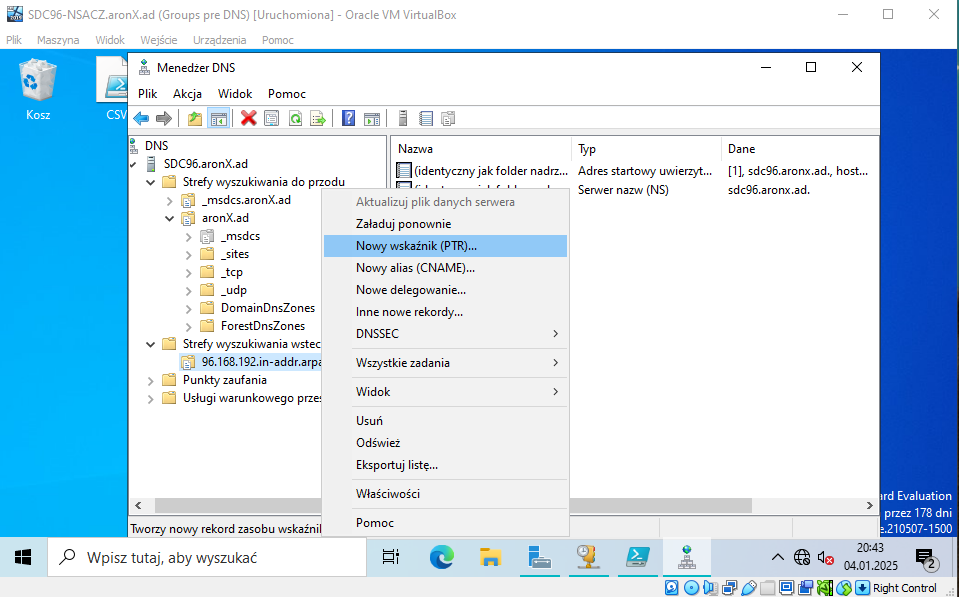 SDC96-NSACZ.aronX.ad (Groups pre DNS) [Uruchomiona] - Oracle VM VirtualBox
Plik Maszyna Widok Wejście Urządzenia Pomoc
Kosz
CSV
Menedżer DNS
Plik Akcja Widok Pomoc
DNS
SDC96.aronX.ad
Strefy wyszukiwania do przodu
_msdcs.aronX.ad
aronX.ad
_msdcs
_sites
_tcp
_udp
DomainDnsZones
ForestDnsZones
Strefy wyszukiwania wstec
96.168.192.in-addr.arpa
Punkty zaufania
Usługi warunkowego przes
Nazwa Typ Dane
(identyczny jak folder nadrz... Adres startowy uwierzyt... [1], sdc96.aronx.ad., host...
Serwer nazw (NS) sdc96.aronx.ad.
Aktualizuj plik danych serwera
Załaduj ponownie
Nowy wskaźnik (PTR)...
Nowy alias (CNAME)...
Nowe delegowanie...
Inne nowe rekordy...
DNSSEC
Wszystkie zadania
Widok
Usuń
Odśwież
Eksportuj listę...
Właściwości
Pomoc
Tworzy nowy rekord zasobu wskaźnil
ard Evaluation
przez 178 dni
e.210507-1500
Wpisz tutaj, aby wyszukać
20:43
04.01.2025
2
Right Control